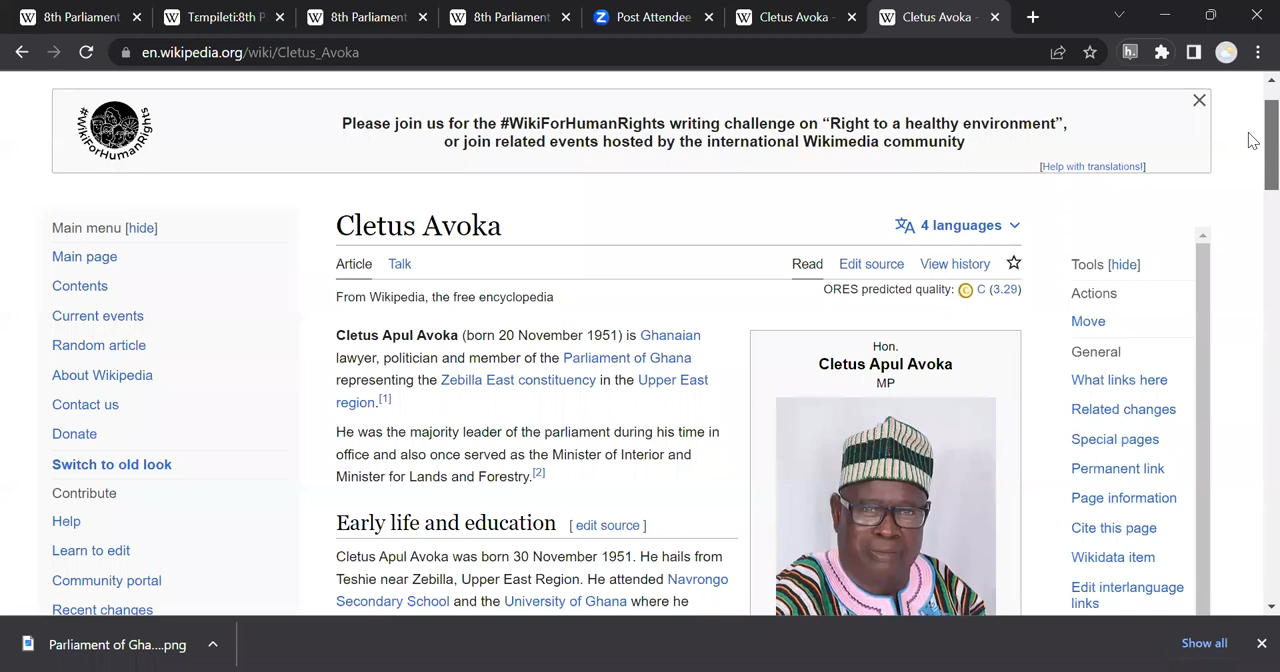 8th Parliament
Tɛmpileti:8th P
8th Parliament
8th Parliament
Post Attendee
Cletus Avoka -
Cletus Avoka -
en.wikipedia.org/wiki/Cletus_Avoka
#WikiForHumanRights
Please join us for the #WikiForHumanRights writing challenge on “Right to a healthy environment”,
or join related events hosted by the international Wikimedia community
[Help with translations!]
Main menu [hide]
Main page
Contents
Current events
Random article
About Wikipedia
Contact us
Donate
Switch to old look
Contribute
Help
Learn to edit
Community portal
Recent changes
Cletus Avoka
4 languages
Article Talk
Read Edit source View history
ORES predicted quality: C (3.29)
From Wikipedia, the free encyclopedia
Cletus Apul Avoka (born 20 November 1951) is Ghanaian
lawyer, politician and member of the Parliament of Ghana
representing the Zebilla East constituency in the Upper East
region.[1]
He was the majority leader of the parliament during his time in
office and also once served as the Minister of Interior and
Minister for Lands and Forestry.[2]
Early life and education [ edit source ]
Cletus Apul Avoka was born 30 November 1951. He hails from
Teshie near Zebilla, Upper East Region. He attended Navrongo
Secondary School and the University of Ghana where he
Hon.
Cletus Apul Avoka
MP
Tools [hide]
Actions
Move
General
What links here
Related changes
Special pages
Permanent link
Page information
Cite this page
Wikidata item
Edit interlanguage
links
Parliament of Gha....png
Show all